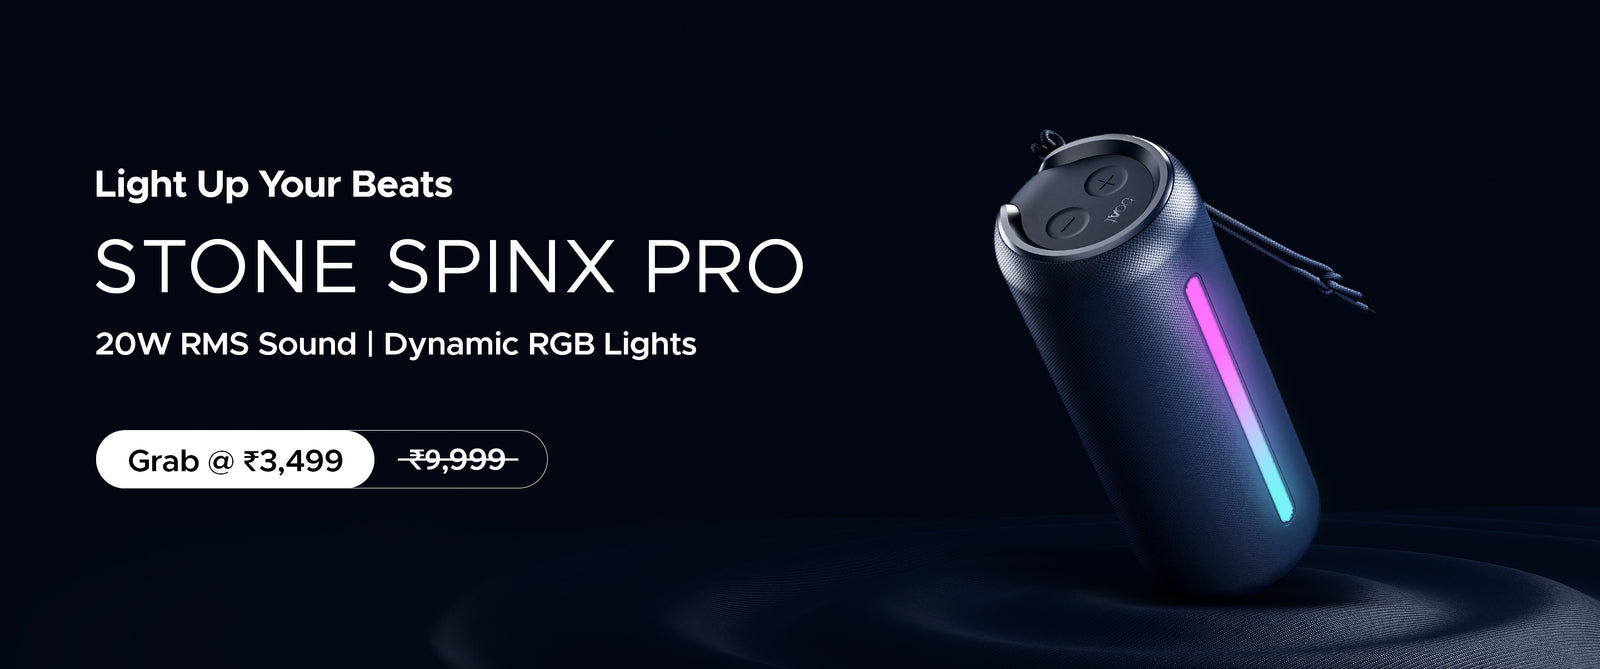 Light Up Your Beats
STONE SPINX PRO
20W RMS Sound | Dynamic RGB Lights
Grab @ ₹3,499 ₹9,999